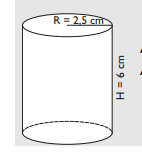 R = 2,5 cm
H = 6 cm